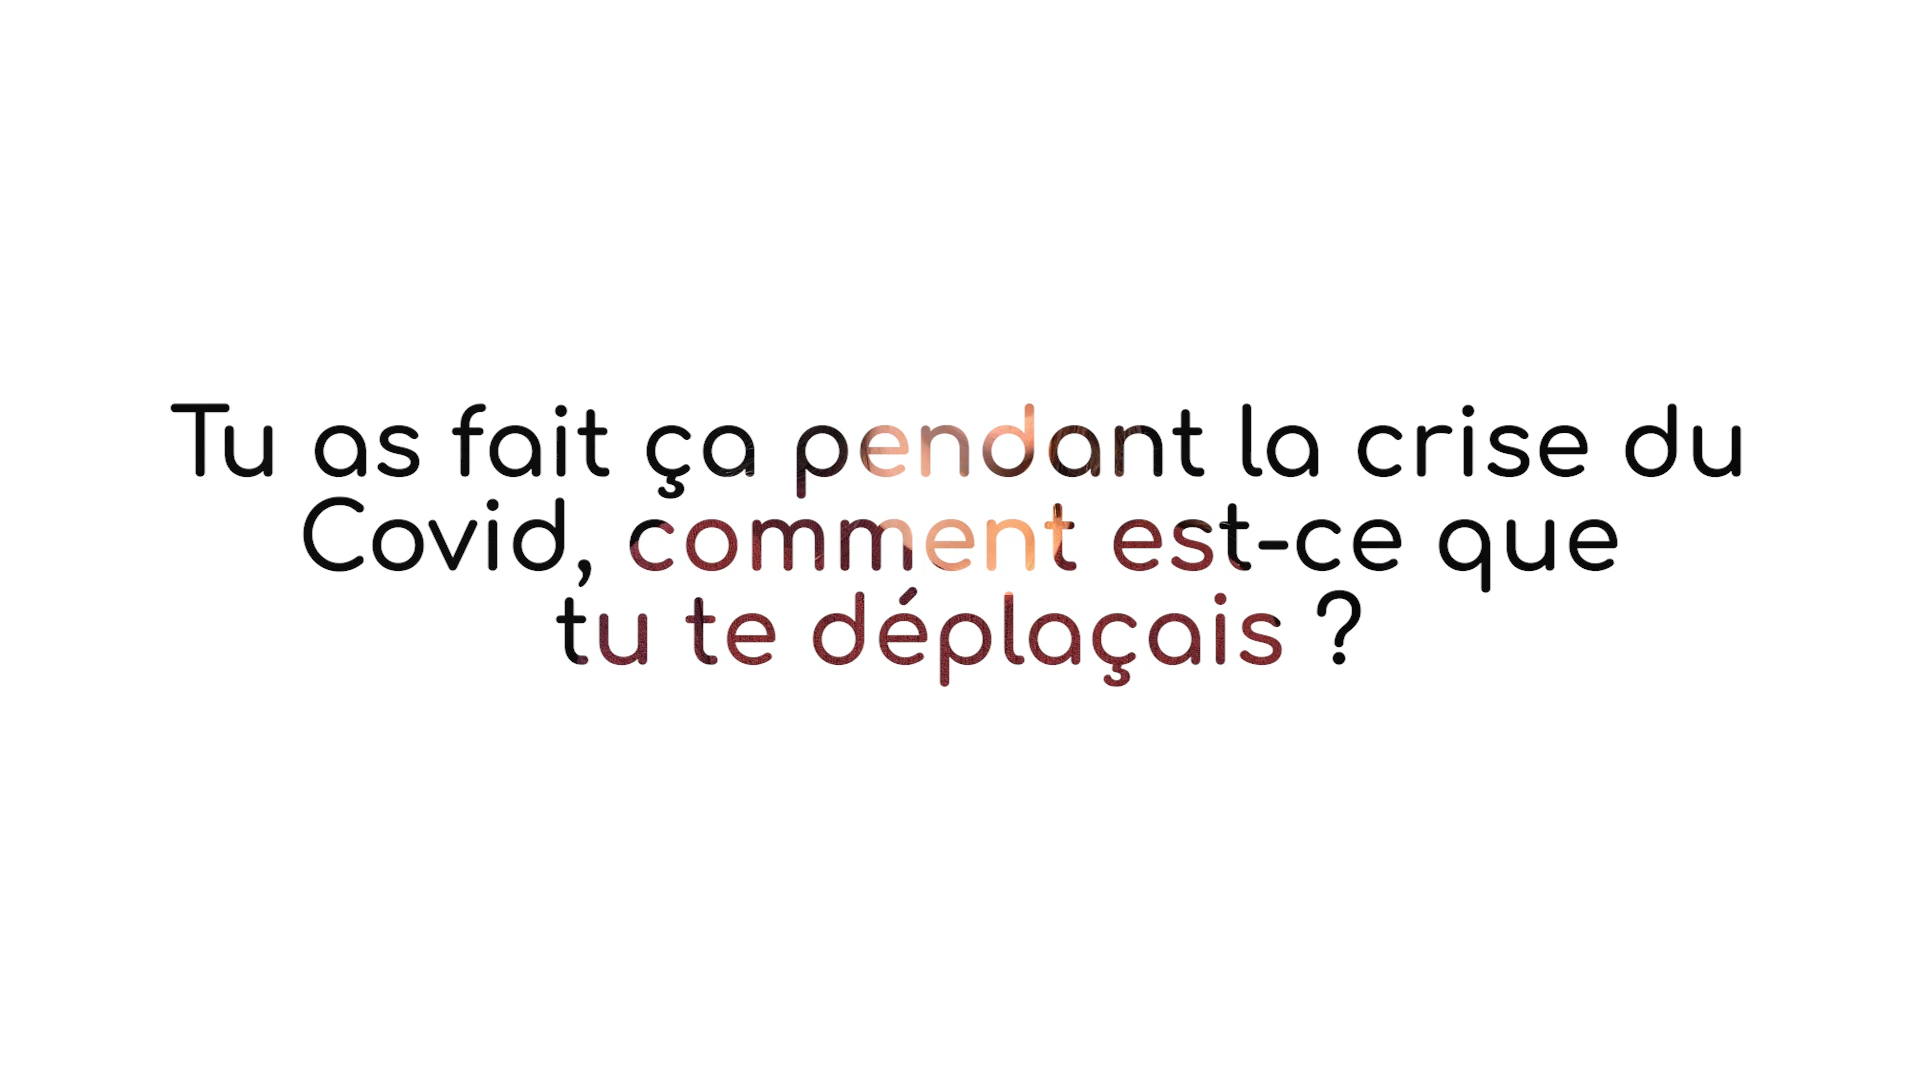 Tu as fait ça pendant la crise du
Covid, comment est-ce que
tu te déplaçais ?